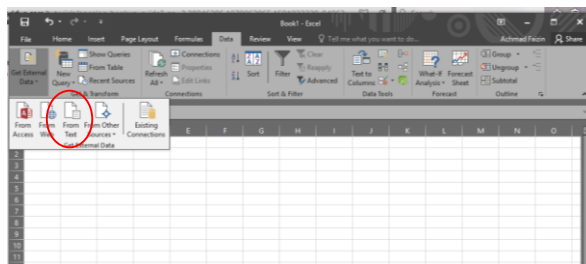 Book1 - Excel
File Home Insert Page Layout Formulas Data Review View Tell me what you want to do... Achmad Faizin Share
Get External Data
New Query
Show Queries
From Table
Recent Sources
Get & Transform
Refresh All
Connections
Properties
Edit Links
Connections
Sort
Filter
Clear
Reapply
Advanced
Sort & Filter
Text to Columns
Data Tools
What-If Analysis
Forecast Sheet
Forecast
Group
Ungroup
Subtotal
Outline
From Access
From Web
From Text
From Other Sources
Existing Connections
Get External Data
E F G H I J K L M N O
2
3
4
5
6
7
8
9
10
11